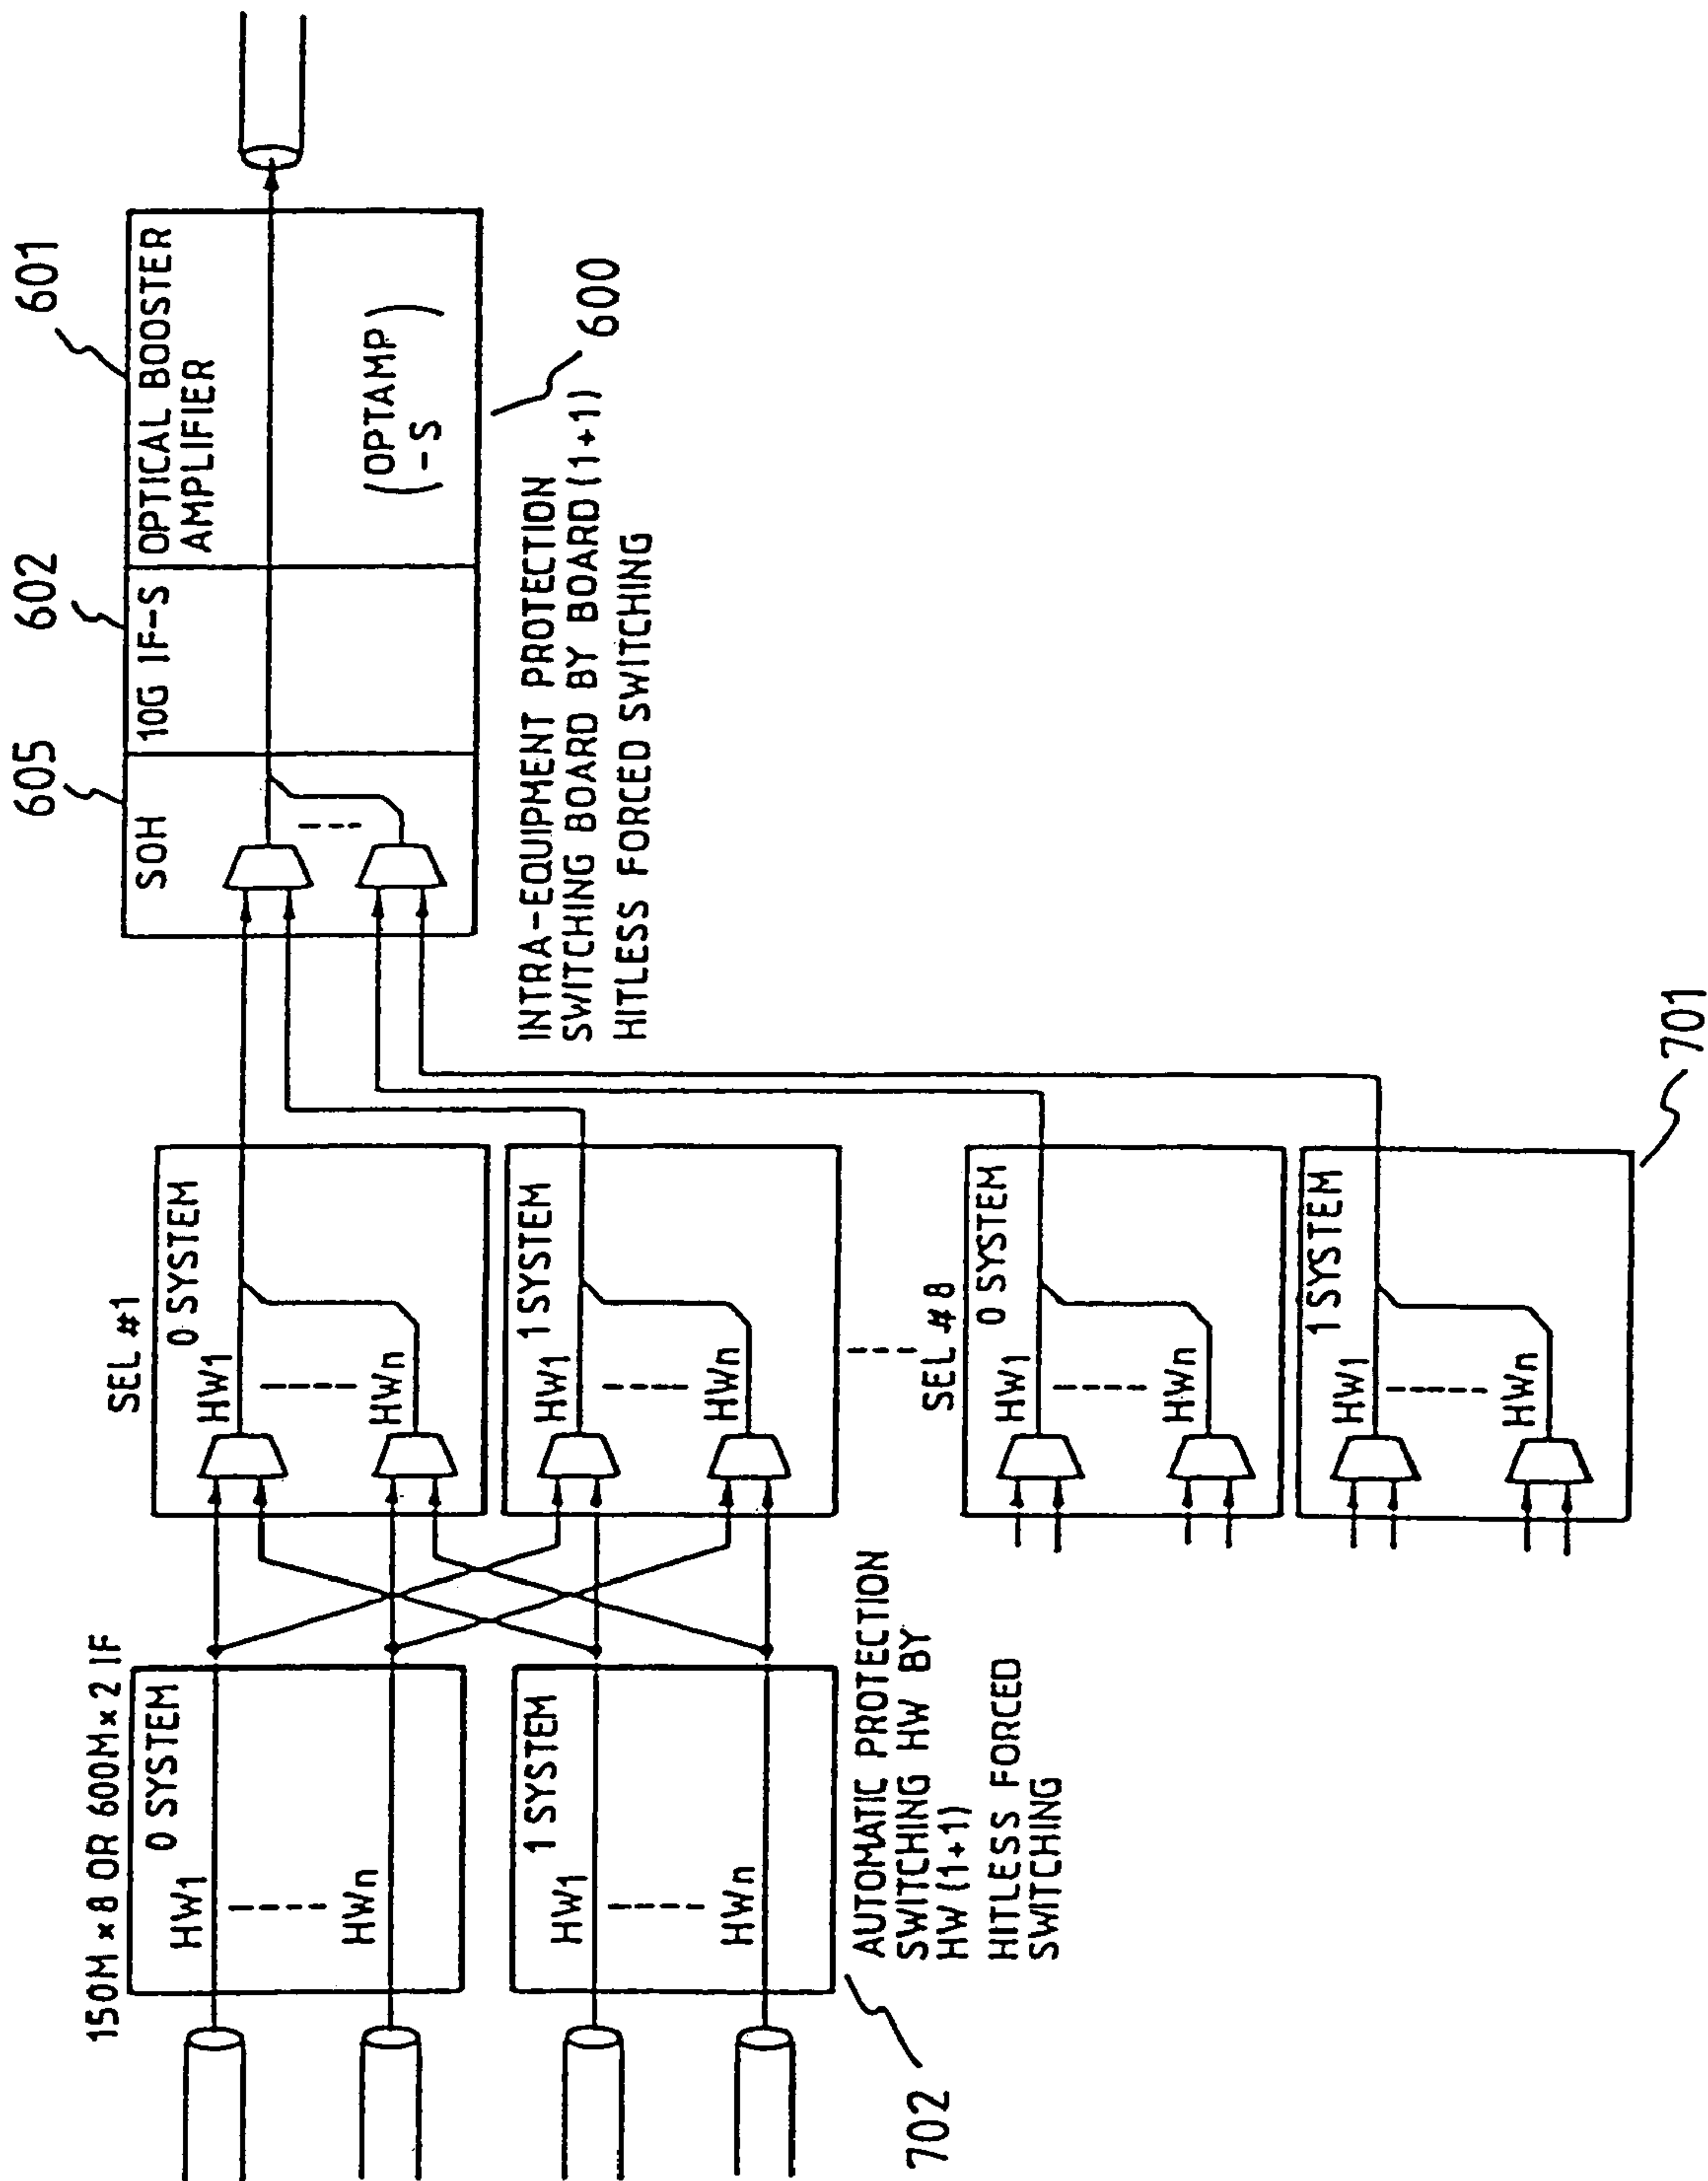 150M × 8 OR 600M × 2 IF
0 SYSTEM
HW1
HWn
1 SYSTEM
HW1
HWn
702
AUTOMATIC PROTECTION
SWITCHING HW BY
HW (1+1)
HITLESS FORCED
SWITCHING
SEL #1
0 SYSTEM
HW1
HWn
1 SYSTEM
HW1
HWn
SEL #8
0 SYSTEM
HW1
HWn
1 SYSTEM
HW1
HWn
701
605
602
601
SOH
10G IF-S
OPTICAL BOOSTER
AMPLIFIER
(OPTAMP
-S)
600
INTRA-EQUIPMENT PROTECTION
SWITCHING BOARD BY BOARD (1+1)
HITLESS FORCED SWITCHING